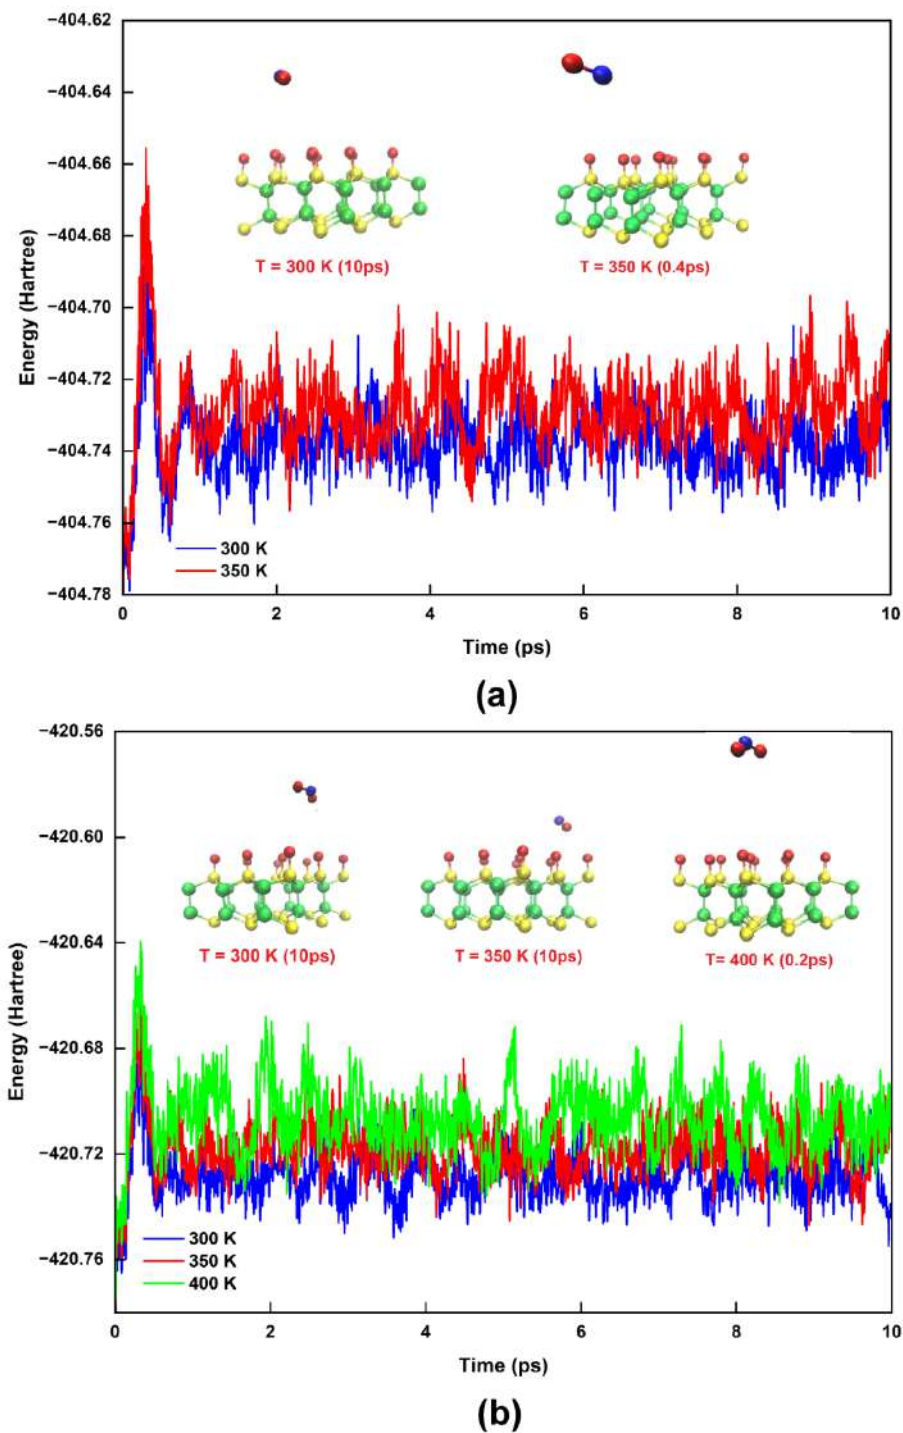 −404.62
−404.64
−404.66
−404.68
−404.70
−404.72
−404.74
−404.76
−404.78
Energy (Hartree)
T = 300 K (10ps)
T = 350 K (0.4ps)
300 K
350 K
0
2
4
6
8
10
Time (ps)
(a)
−420.56
−420.60
−420.64
−420.68
−420.72
−420.76
Energy (Hartree)
T = 300 K (10ps)
T = 350 K (10ps)
T= 400 K (0.2ps)
300 K
350 K
400 K
0
2
4
6
8
10
Time (ps)
(b)